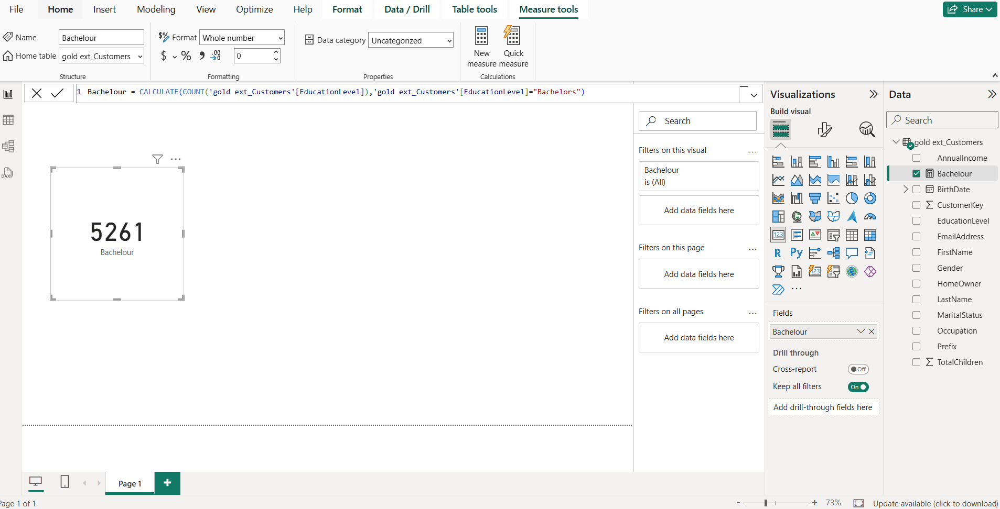 File Home Insert Modeling View Optimize Help Format Data / Drill Table tools Measure tools Share
Name Bachelour
Home table gold ext_Customers
Structure
$% Format Whole number
$ % , .00 0
Formatting
Data category Uncategorized
Properties
New measure
Quick measure
Calculations
1 Bachelour = CALCULATE(COUNT('gold ext_Customers'[EducationLevel]),'gold ext_Customers'[EducationLevel]="Bachelors")
DAX
5261
Bachelour
Search
Filters on this visual ...
Bachelour
is (All)
Add data fields here
Filters on this page ...
Add data fields here
Filters on all pages ...
Add data fields here
Visualizations
Build visual
123
R Py
123
...
Fields
Bachelour
Drill through
Cross-report Off
Keep all filters On
Add drill-through fields here
Data
Search
gold ext_Customers
AnnualIncome
Bachelour
BirthDate
CustomerKey
EducationLevel
EmailAddress
FirstName
Gender
HomeOwner
LastName
MaritalStatus
Occupation
Prefix
TotalChildren
Page 1 +
Page 1 of 1
- + 73%
Update available (click to download)